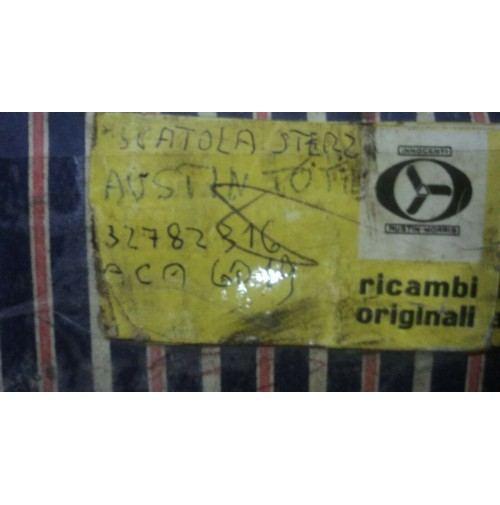 SCATOLA STERZ
AUSTIN
32782316
ACA
INNOCENTI
AUSTIN-MORRIS
ricambi
originali